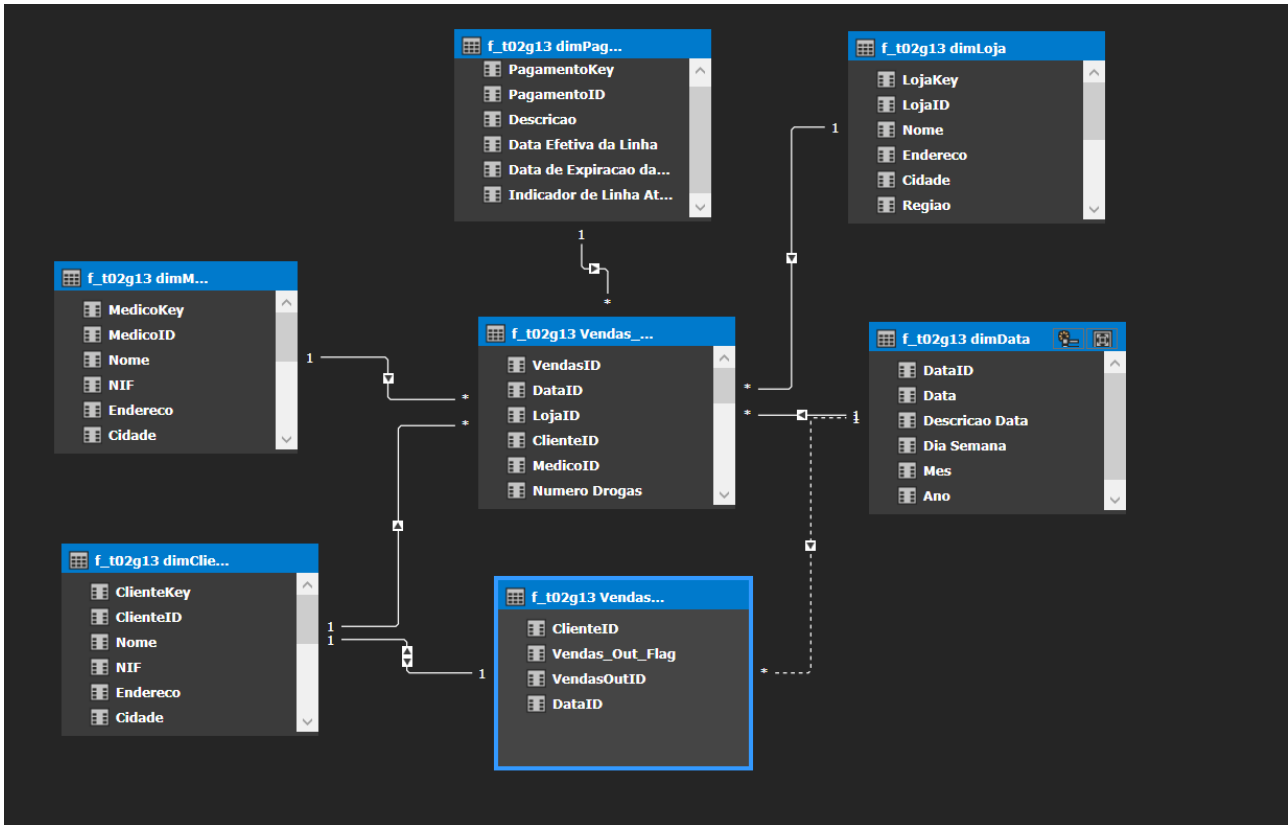 f_t02g13 dimPag...
PagamentoKey
PagamentoID
Descricao
Data Efetiva da Linha
Data de Expiracao da...
Indicador de Linha At...
1
*
f_t02g13 dimLoja
LojaKey
LojaID
Nome
Endereco
Cidade
Regiao
1
*
f_t02g13 dimM...
MedicoKey
MedicoID
Nome
NIF
Endereco
Cidade
1
*
f_t02g13 Vendas_...
VendasID
DataID
LojaID
ClienteID
MedicoID
Numero Drogas
*
*
f_t02g13 dimData
DataID
Data
Descricao Data
Dia Semana
Mes
Ano
1
1
f_t02g13 dimClie...
ClienteKey
ClienteID
Nome
NIF
Endereco
Cidade
1
1
1
f_t02g13 Vendas...
ClienteID
Vendas_Out_Flag
VendasOutID
DataID
*